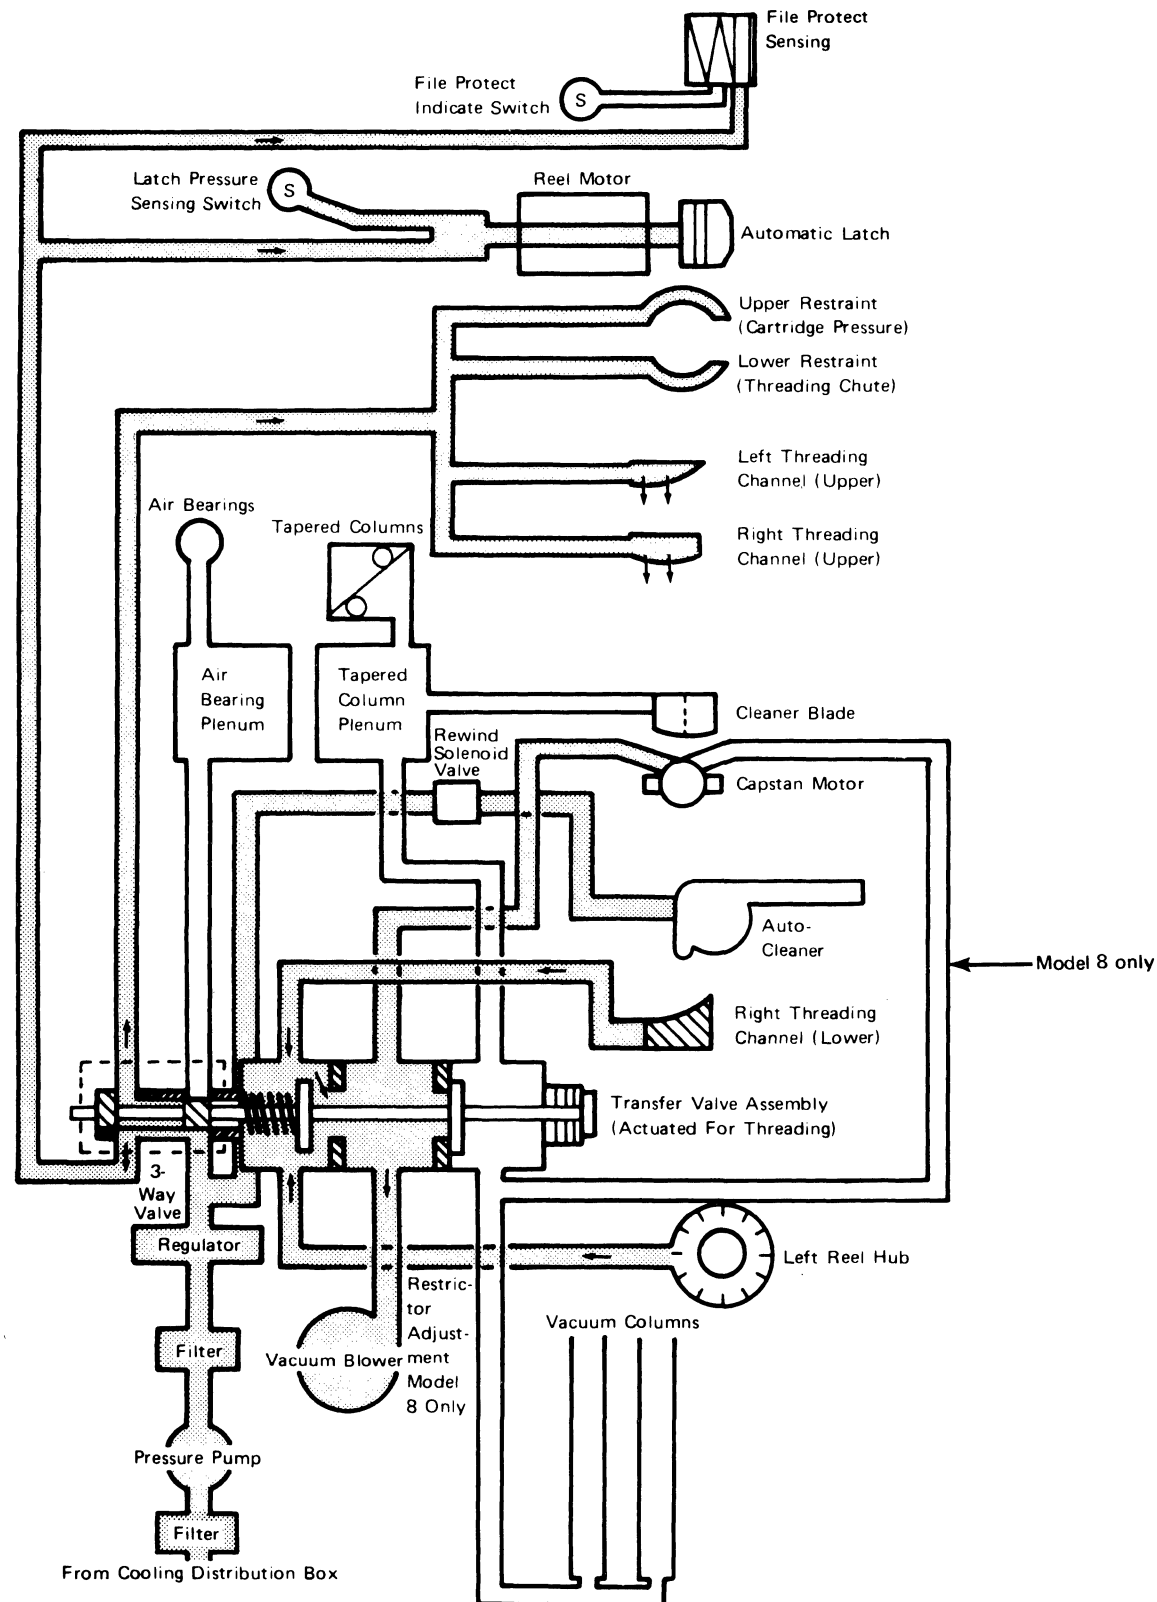 File Protect
Sensing
File Protect
Indicate Switch
S
Latch Pressure
Sensing Switch
S
Reel Motor
Automatic Latch
Upper Restraint
(Cartridge Pressure)
Lower Restraint
(Threading Chute)
Left Threading
Channel (Upper)
Air Bearings
Tapered Columns
Right Threading
Channel (Upper)
Air
Bearing
Plenum
Tapered
Column
Plenum
Cleaner Blade
Rewind
Solenoid
Valve
Capstan Motor
Auto-
Cleaner
Model 8 only
Right Threading
Channel (Lower)
Transfer Valve Assembly
(Actuated For Threading)
3-
Way
Valve
Regulator
Left Reel Hub
Restric-
tor
Adjust-
ment
Model
8 Only
Vacuum Columns
Filter
Vacuum Blower
Pressure Pump
Filter
From Cooling Distribution Box